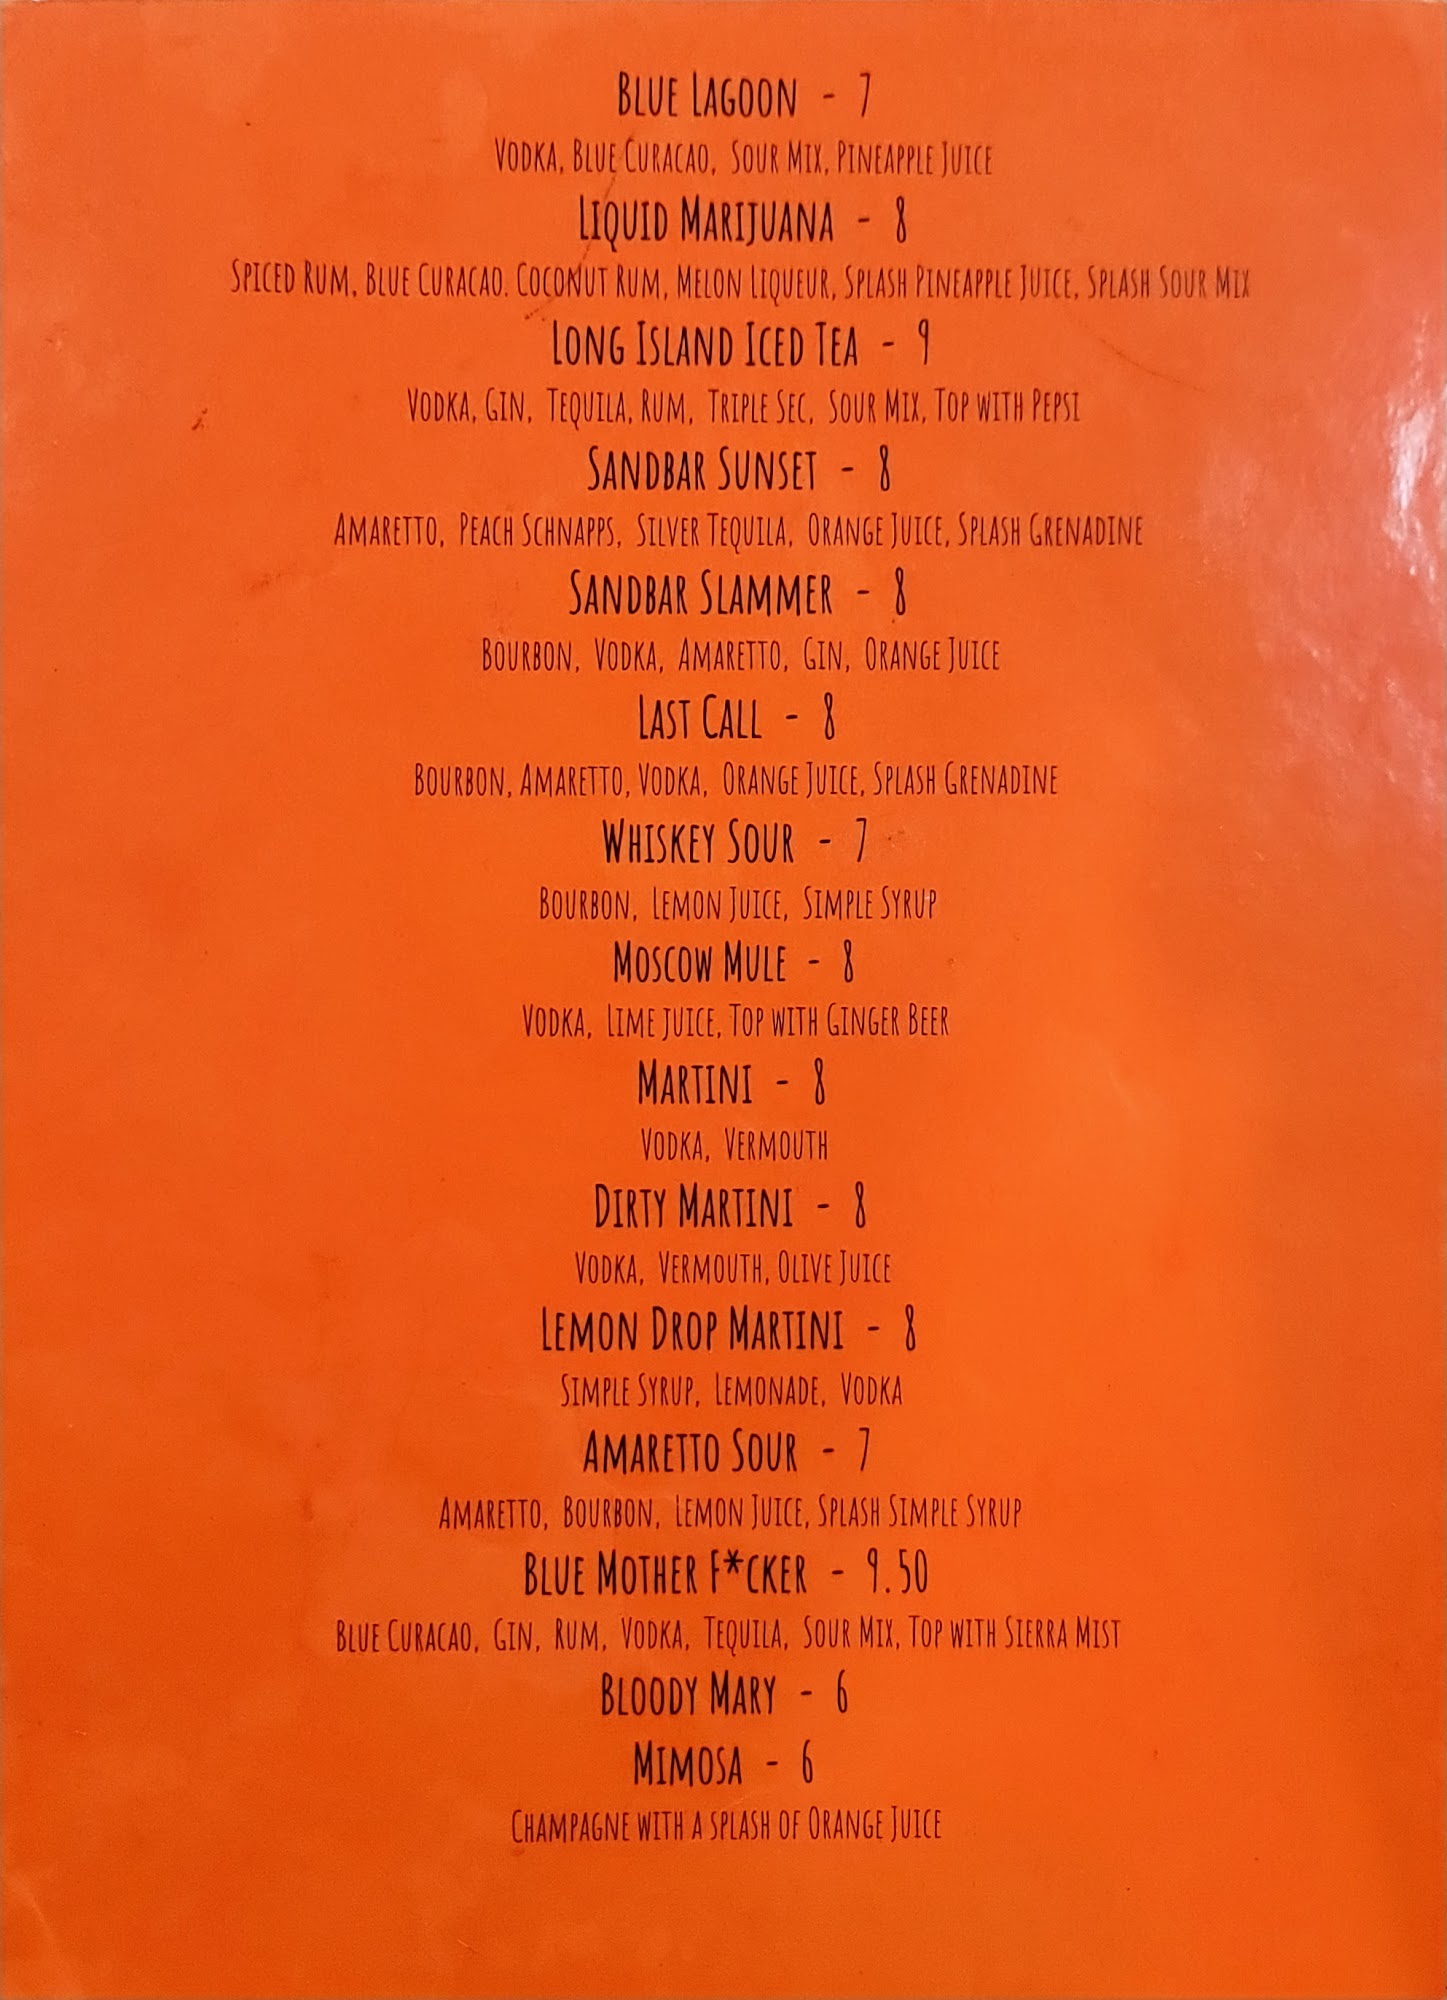 Blue Lagoon - 7
Vodka, Blue Curacao, Sour Mix, Pineapple Juice
Liquid Marijuana - 8
Spiced Rum, Blue Curacao. Coconut Rum, Melon Liqueur, Splash Pineapple Juice, Splash Sour Mix
Long Island Iced Tea - 9
Vodka, Gin, Tequila, Rum, Triple Sec, Sour Mix, Top with Pepsi
Sandbar Sunset - 8
Amaretto, Peach Schnapps, Silver Tequila, Orange Juice, Splash Grenadine
Sandbar Slammer - 8
Bourbon, Vodka, Amaretto, Gin, Orange Juice
Last Call - 8
Bourbon, Amaretto, Vodka, Orange Juice, Splash Grenadine
Whiskey Sour - 7
Bourbon, Lemon Juice, Simple Syrup
Moscow Mule - 8
Vodka, Lime juice, Top with Ginger Beer
Martini - 8
Vodka, Vermouth
Dirty Martini - 8
Vodka, Vermouth, Olive Juice
Lemon Drop Martini - 8
Simple Syrup, Lemonade, Vodka
Amaretto Sour - 7
Amaretto, Bourbon, Lemon Juice, Splash Simple Syrup
Blue Mother F*cker - 9.50
Blue Curacao, Gin, Rum, Vodka, Tequila, Sour Mix, Top with Sierra Mist
Bloody Mary - 6
Mimosa - 6
Champagne with a splash of Orange Juice